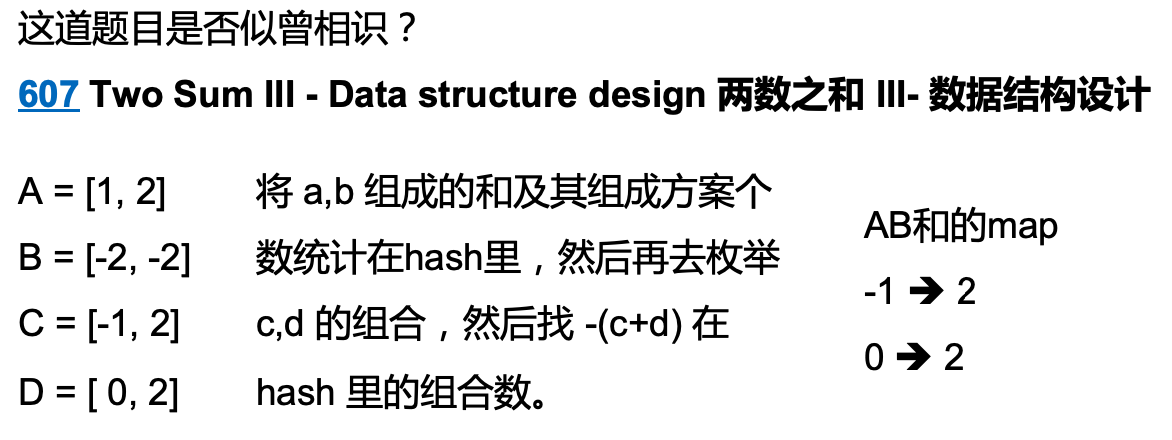 这道题目是否似曾相识？
607 Two Sum III - Data structure design 两数之和 III- 数据结构设计
A = [1, 2]
B = [-2, -2]
C = [-1, 2]
D = [ 0, 2]
将 a,b 组成的和及其组成方案个
数统计在hash里，然后再去枚举
c,d 的组合，然后找 -(c+d) 在
hash 里的组合数。
AB和的map
-1 🡺 2
0 🡺 2